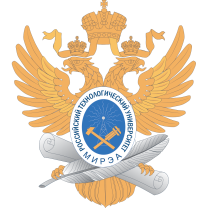 РОССИЙСКИЙ ТЕХНОЛОГИЧЕСКИЙ УНИВЕРСИТЕТ
МИРЭА